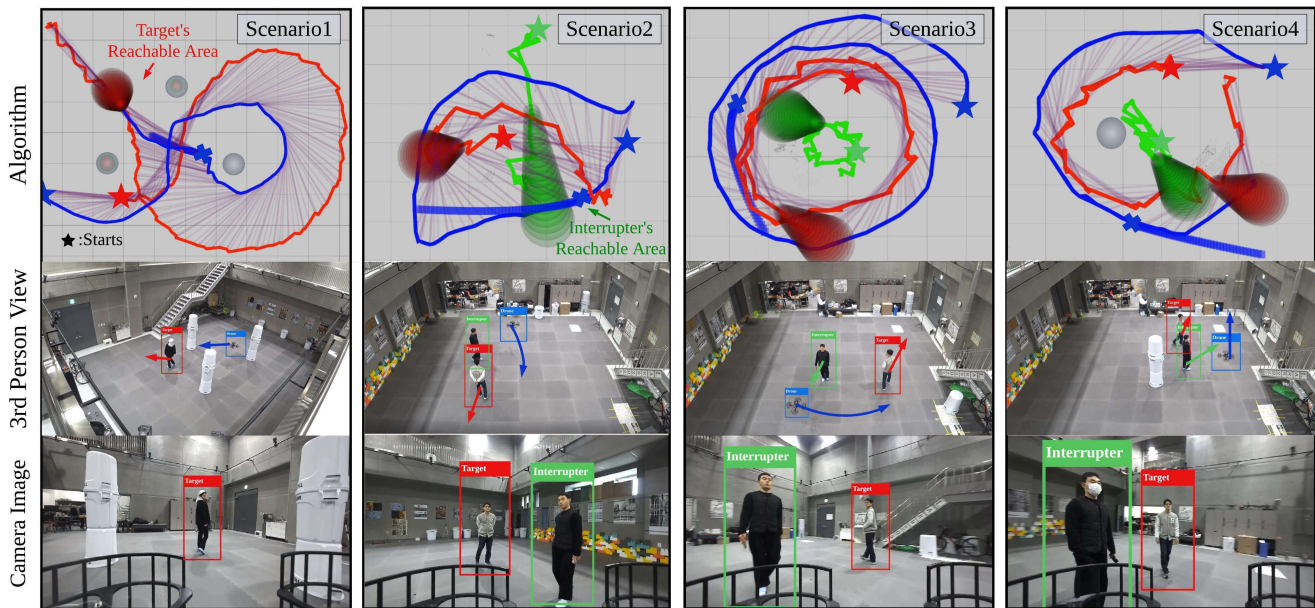 Algorithm
Scenario1
Target's
Reachable Area
★:Starts
Scenario2
Interrupter's
Reachable Area
Scenario3
Scenario4
3rd Person View
Target
Drone
Interrupter
Drone
Target
Interrupter
Target
Drone
Target
Interrupter
Drone
Camera Image
Target
Target
Interrupter
Interrupter
Target
Interrupter
Target